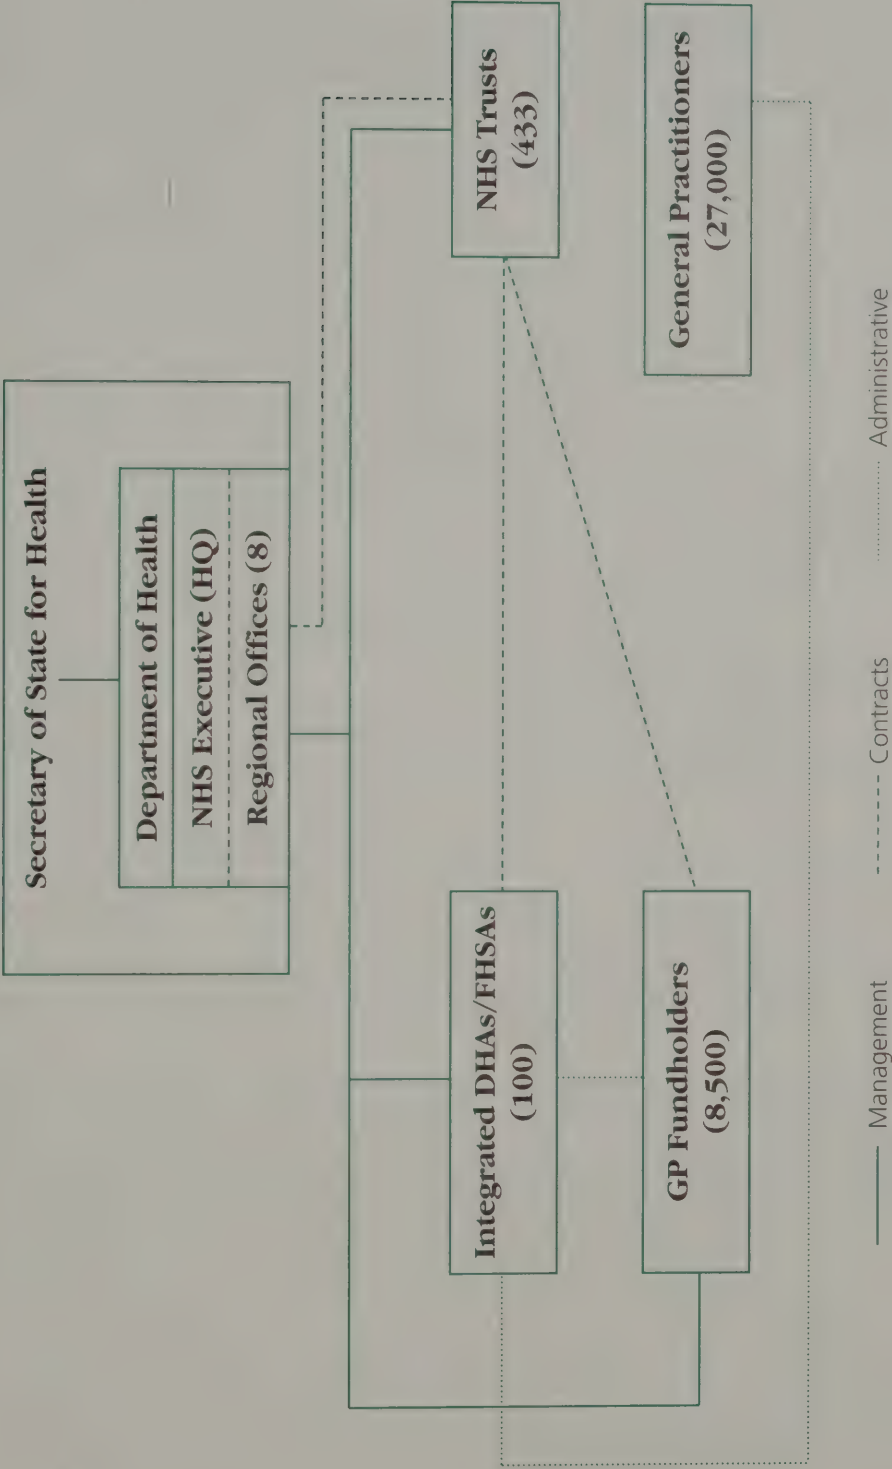 Secretary of State for Health
Department of Health
NHS Executive (HQ)
Regional Offices (8)
Integrated DHAs/FHSAs
(100)
NHS Trusts
(433)
GP Fundholders
(8,500)
General Practitioners
(27,000)
Management
Contracts
Administrative